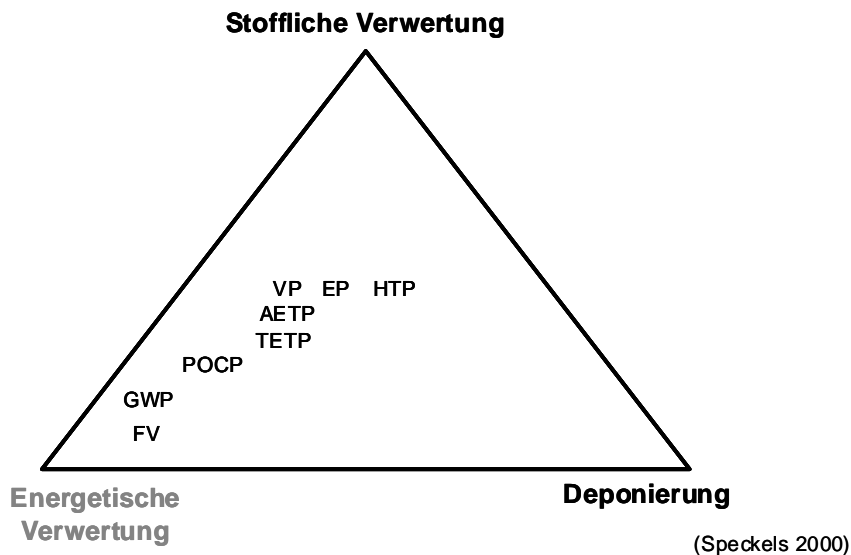 Stoffliche Verwertung
VP EP HTP
AETP
TETP
POCP
GWP
FV
Energetische
Verwertung
Deponierung
(Speckels 2000)